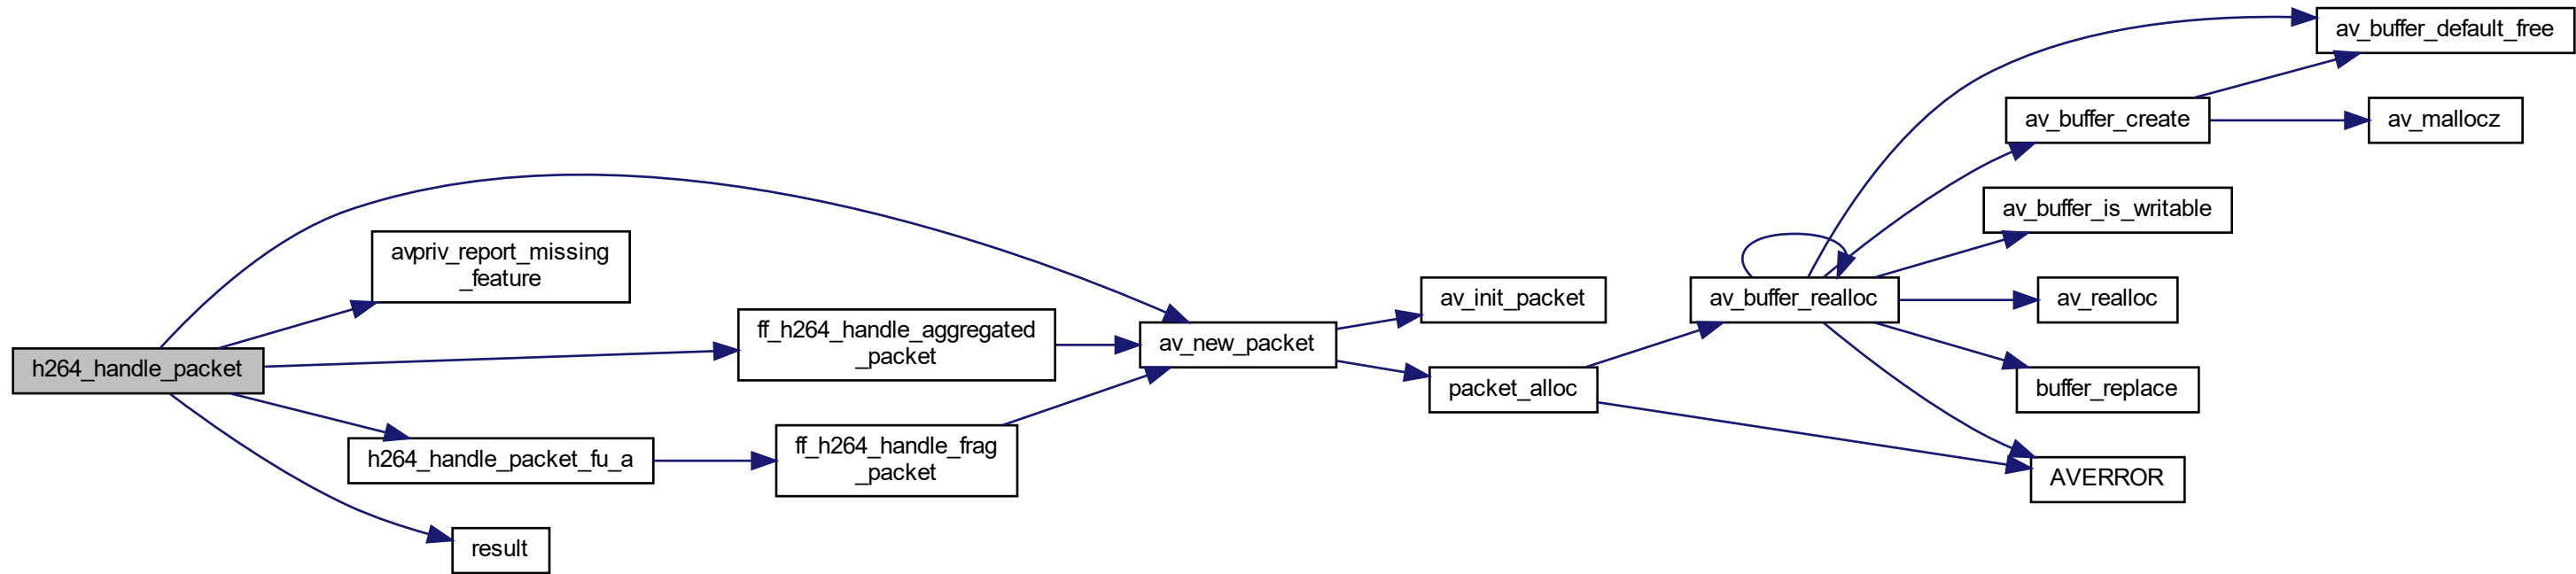 h264_handle_packet
avpriv_report_missing
_feature
ff_h264_handle_aggregated
_packet
h264_handle_packet_fu_a
ff_h264_handle_frag
_packet
result
av_new_packet
av_init_packet
packet_alloc
av_buffer_realloc
av_buffer_default_free
av_buffer_create
av_mallocz
av_buffer_is_writable
av_realloc
buffer_replace
AVERROR